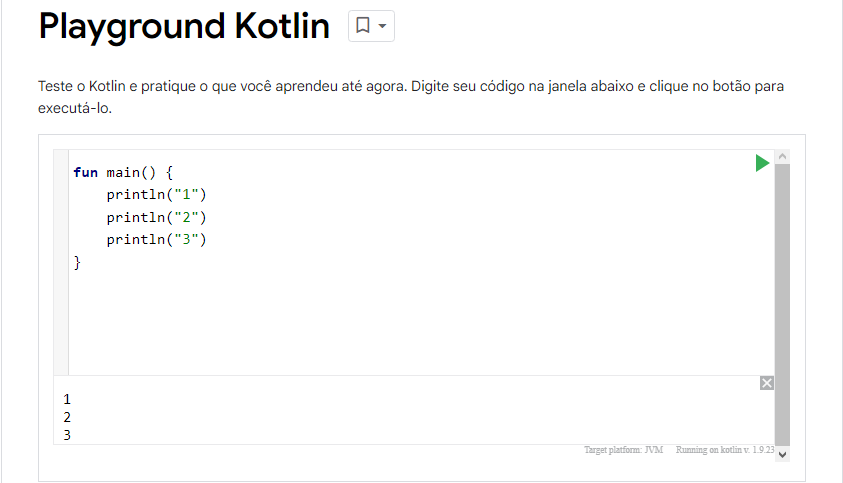 Playground Kotlin
Teste o Kotlin e pratique o que você aprendeu até agora. Digite seu código na janela abaixo e clique no botão para
executá-lo.
fun main() {
    println("1")
    println("2")
    println("3")
}
1
2
3
Target platform: JVM Running on kotlin v. 1.9.23